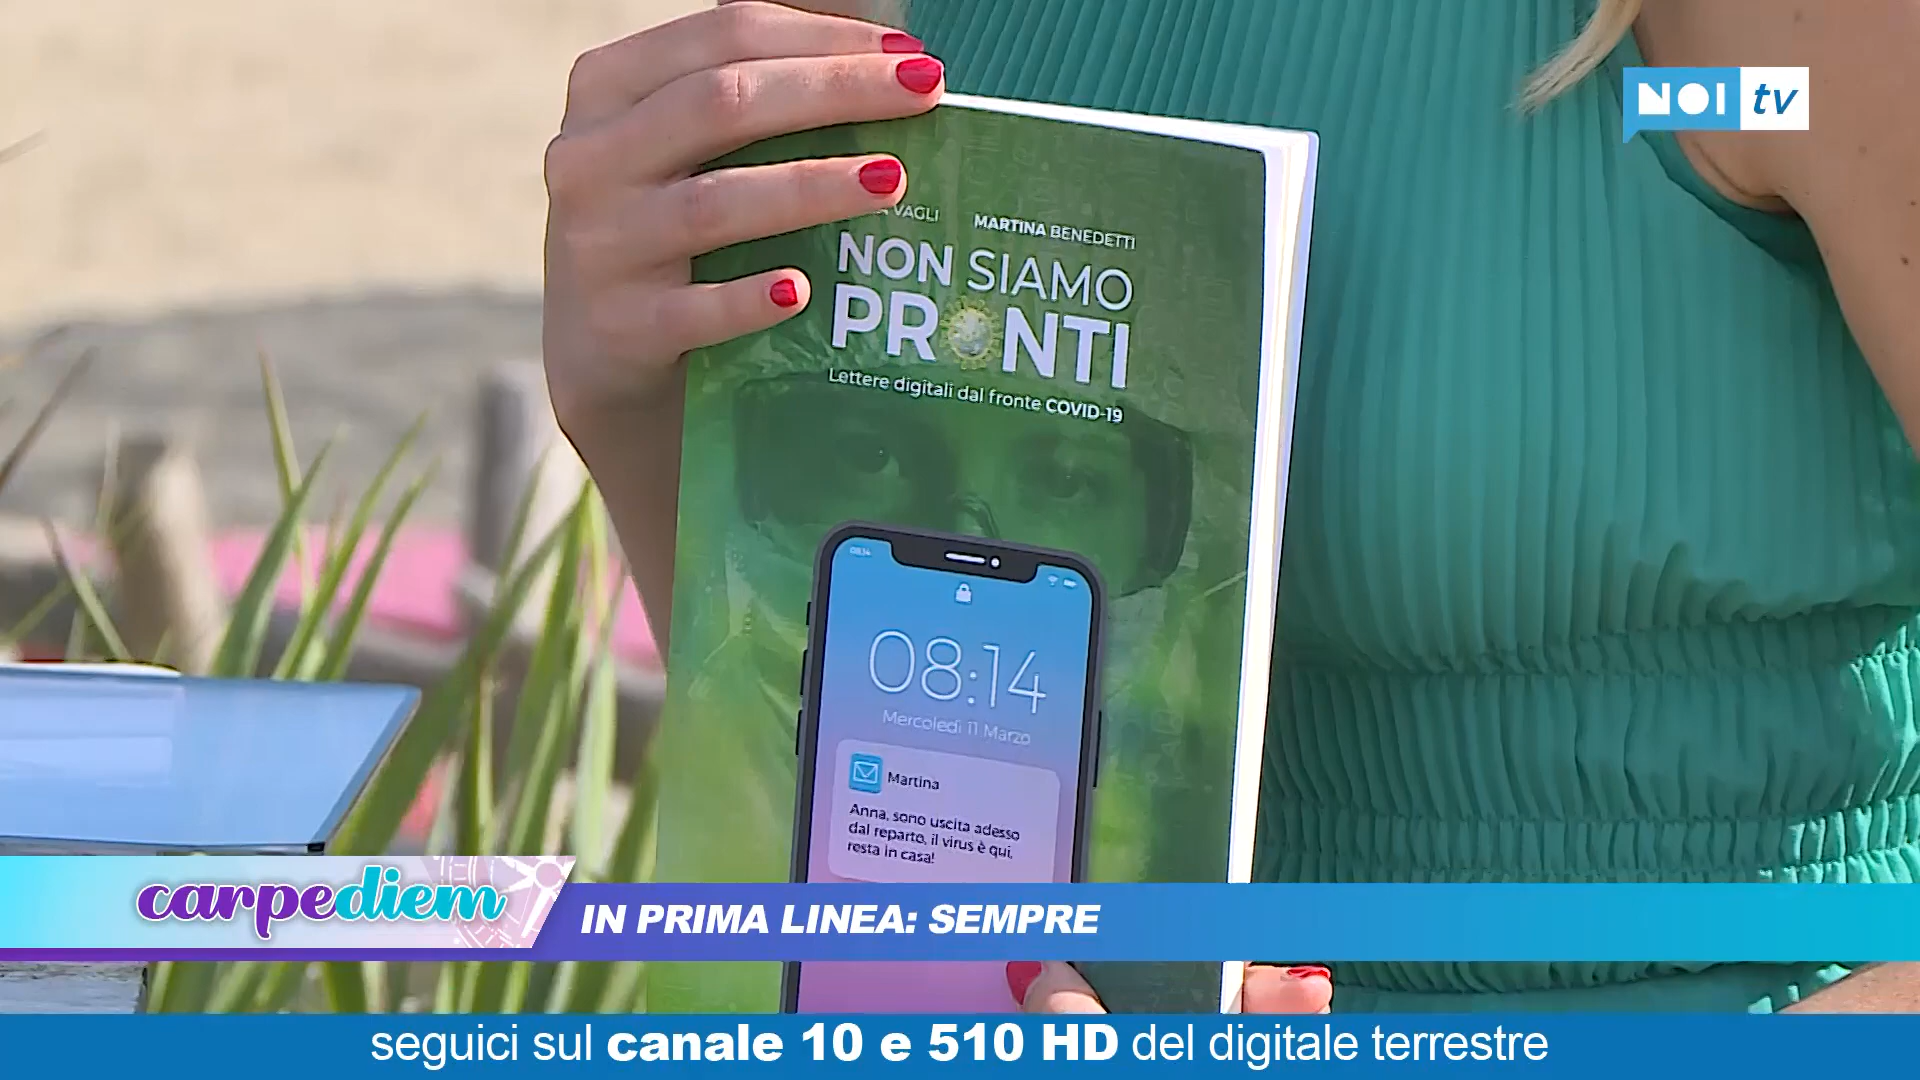 NOI tv
VAGLI MARTINA BENEDETTI
NON SIAMO
PRONTI
Lettere digitali dal fronte COVID-19
08:14
08:14
Mercoledì 11 Marzo
Martina
Anna, sono uscita adesso
dal reparto, il virus è qui,
resta in casa!
carpediem
IN PRIMA LINEA: SEMPRE
seguici sul canale 10 e 510 HD del digitale terrestre